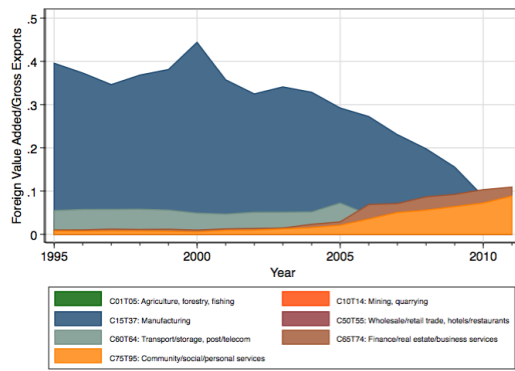 .5
.4
.3
.2
.1
0
Foreign Value Added/Gross Exports
1995 2000 2005 2010
Year
C01T05: Agriculture, forestry, fishing C10T14: Mining, quarrying
C15T37: Manufacturing C50T55: Wholesale/retail trade, hotels/restaurants
C60T64: Transport/storage, post/telecom C65T74: Finance/real estate/business services
C75T95: Community/social/personal services